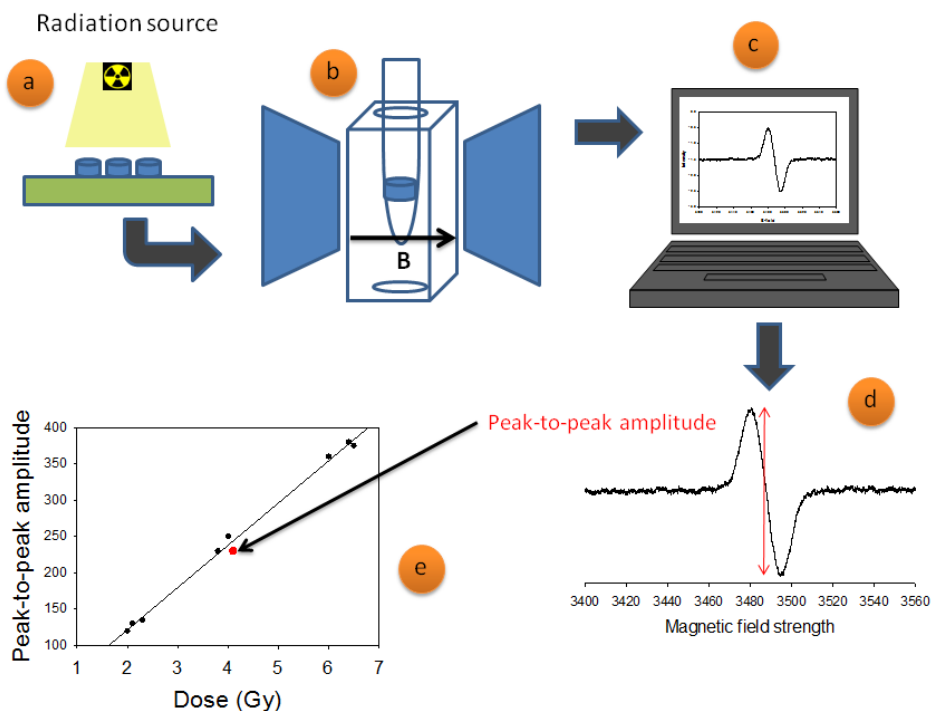 Radiation source
a
b
c
B
d
Peak-to-peak amplitude
400
350
300
250
200
150
100
Peak-to-peak amplitude
1 2 3 4 5 6 7
Dose (Gy)
e
3400 3420 3440 3460 3480 3500 3520 3540 3560
Magnetic field strength